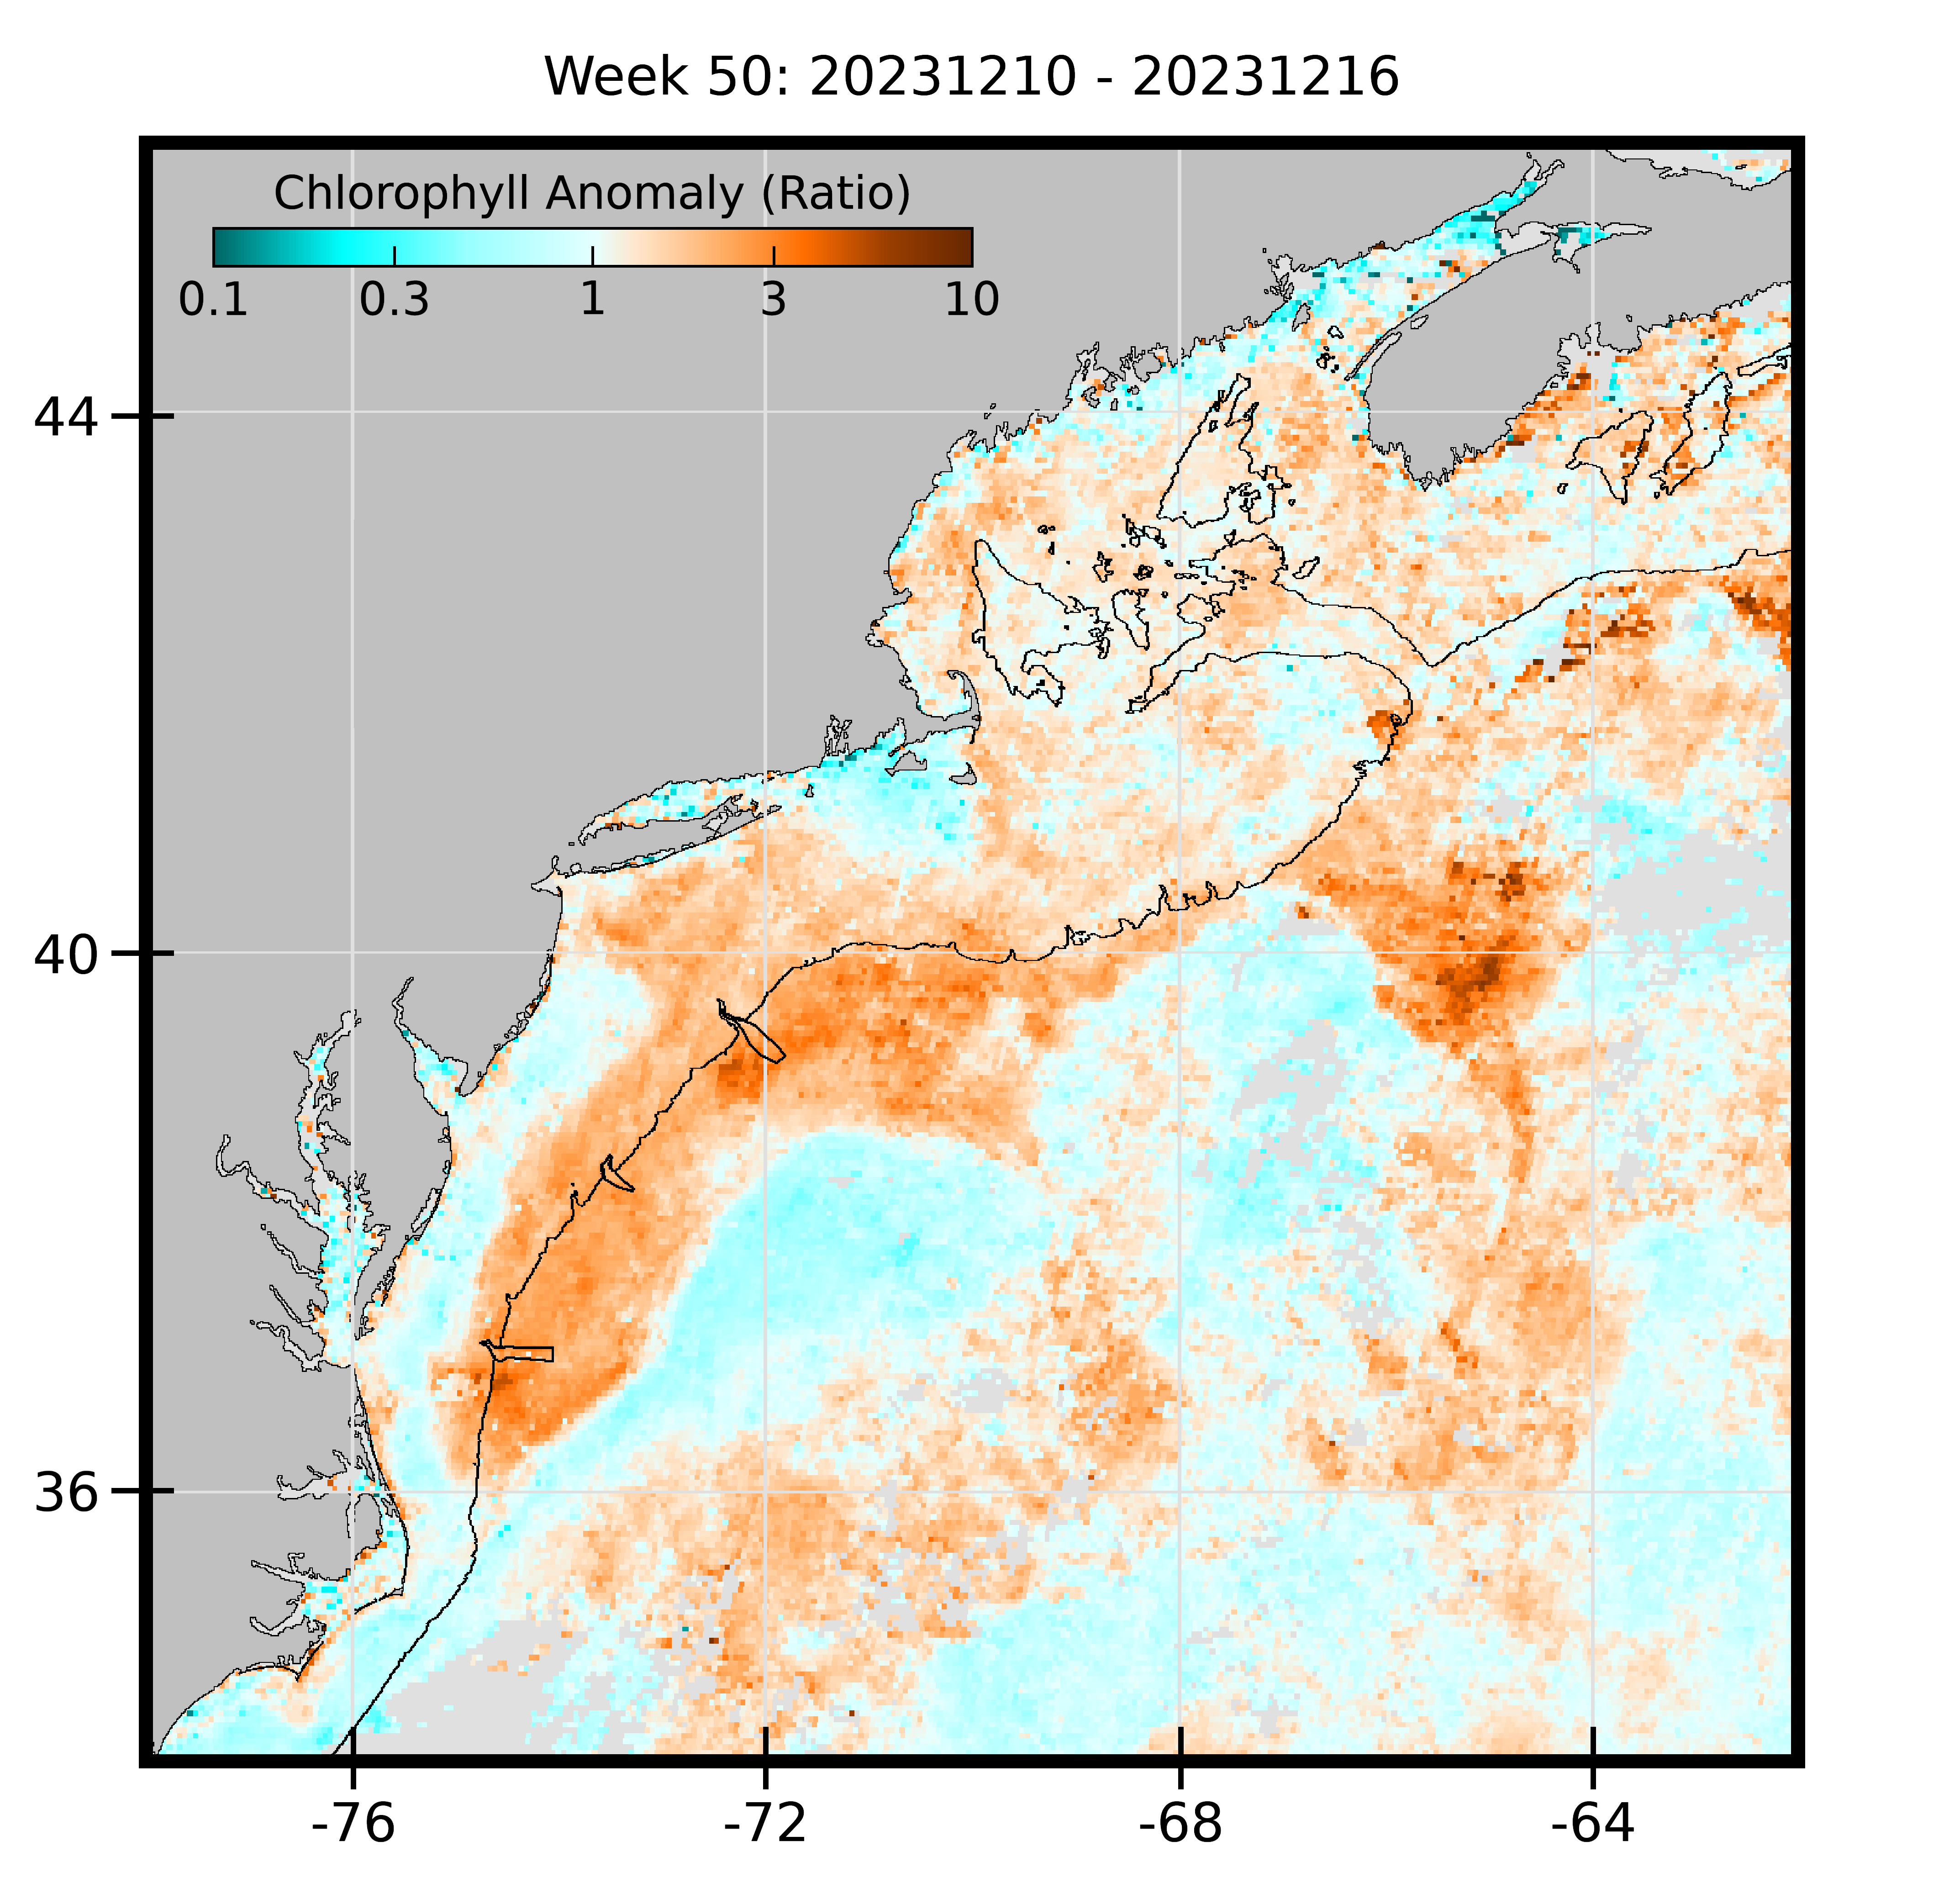 Week 50: 20231210 - 20231216
Chlorophyll Anomaly (Ratio)
0.1 0.3 1 3 10
44
40
36
-76 -72 -68 -64